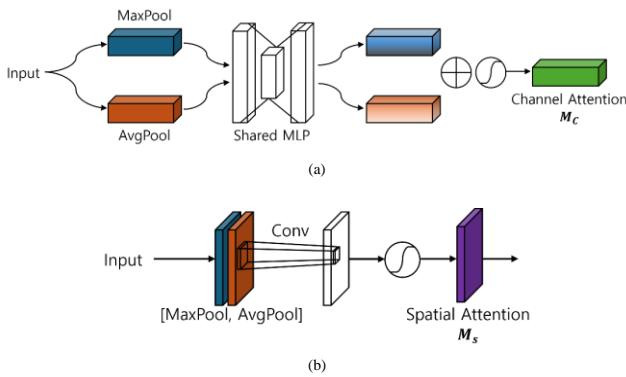 MaxPool
Input
AvgPool
Shared MLP
Channel Attention
M_C
(a)
Conv
Input
[MaxPool, AvgPool]
Spatial Attention
M_s
(b)